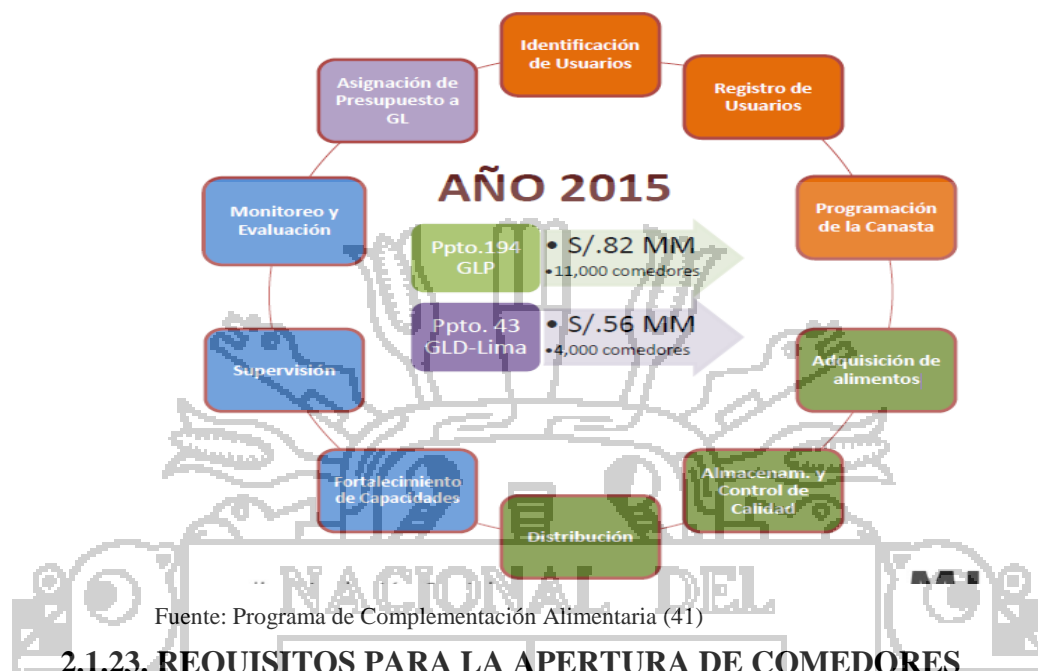 Identificación
de Usuarios
Registro de
Usuarios
Programación
de la Canasta
Adquisición de
alimentos
Almacenam. y
Control de
Calidad
Distribución
Fortalecimiento
de Capacidades
Supervisión
Monitoreo y
Evaluación
Asignación de
Presupuesto a
GL
AÑO 2015
Ppto.194
GLP
• S/.82 MM
•11,000 comedores
Ppto. 43
GLD-Lima
• S/.56 MM
•4,000 comedores
NACIONAL DEL
Fuente: Programa de Complementación Alimentaria (41)
2.1.23. REQUISITOS PARA LA APERTURA DE COMEDORES